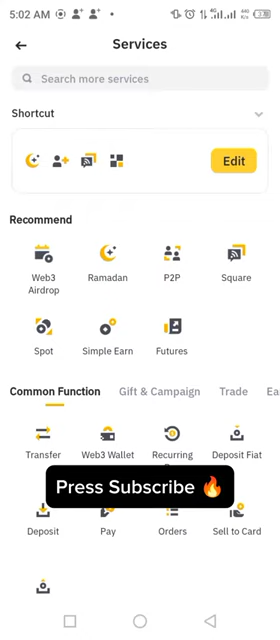 5:02 AM
Services
Search more services
Shortcut
Edit
Recommend
Web3 Airdrop
Ramadan
P2P
Square
Spot
Simple Earn
Futures
Common Function
Gift & Campaign
Trade
Ea
Transfer
Web3 Wallet
Recurring
Deposit Fiat
Press Subscribe 🔥
Deposit
Pay
Orders
Sell to Card